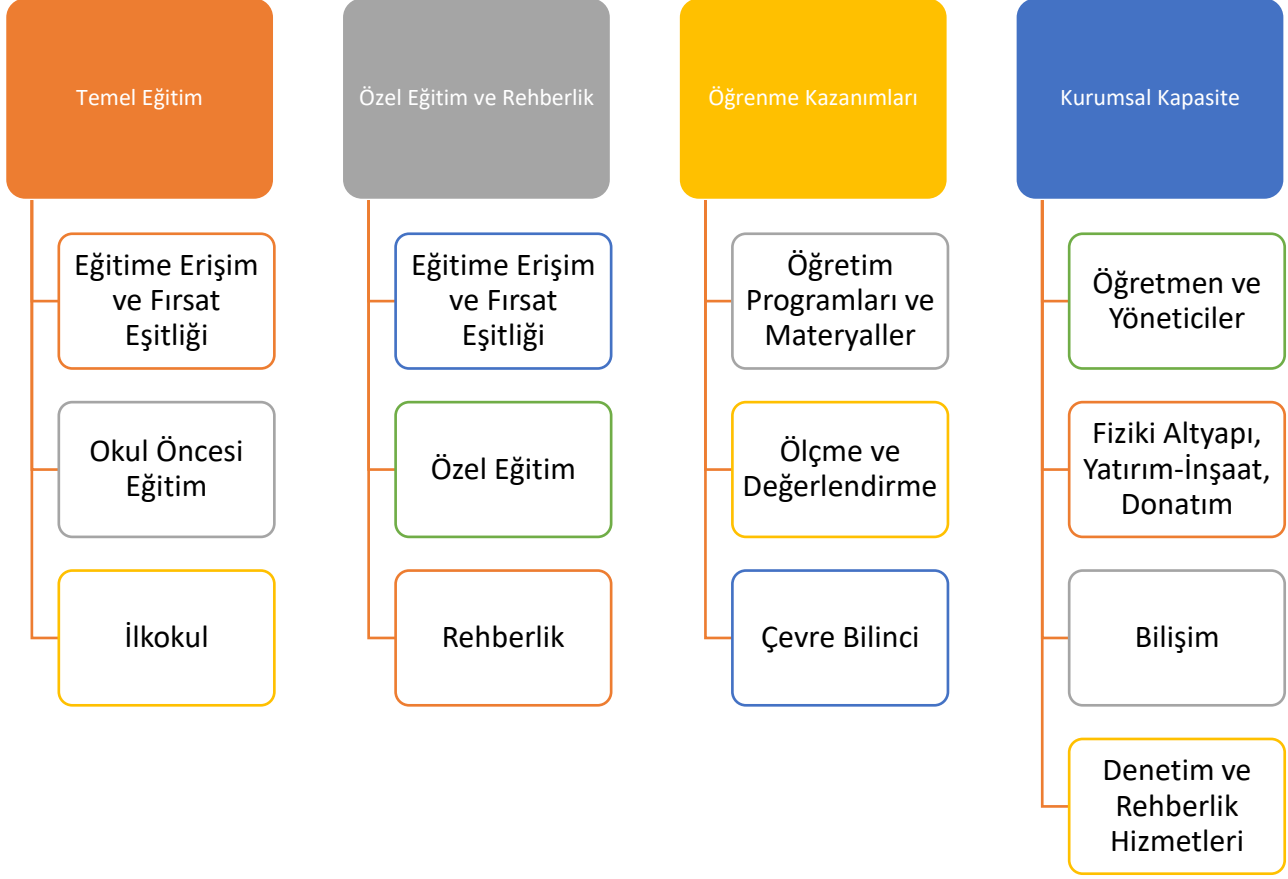 Temel Eğitim
Eğitime Erişim
ve Fırsat
Eşitliği
Okul Öncesi
Eğitim
İlkokul
Özel Eğitim ve Rehberlik
Eğitime Erişim
ve Fırsat
Eşitliği
Özel Eğitim
Rehberlik
Öğrenme Kazanımları
Öğretim
Programları ve
Materyaller
Ölçme ve
Değerlendirme
Çevre Bilinci
Kurumsal Kapasite
Öğretmen ve
Yöneticiler
Fiziki Altyapı,
Yatırım-İnşaat,
Donatım
Bilişim
Denetim ve
Rehberlik
Hizmetleri